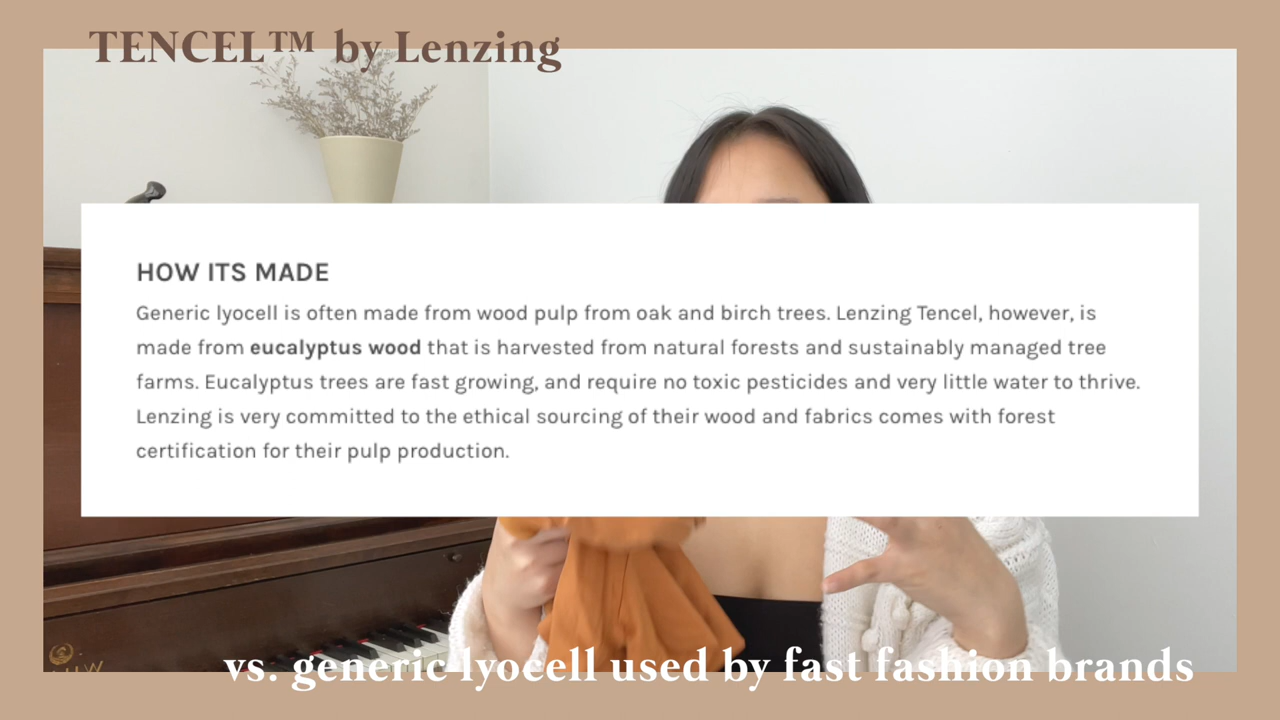 TENCEL™ by Lenzing
HOW ITS MADE
Generic lyocell is often made from wood pulp from oak and birch trees. Lenzing Tencel, however, is
made from eucalyptus wood that is harvested from natural forests and sustainably managed tree
farms. Eucalyptus trees are fast growing, and require no toxic pesticides and very little water to thrive.
Lenzing is very committed to the ethical sourcing of their wood and fabrics comes with forest
certification for their pulp production.
vs. generic lyocell used by fast fashion brands